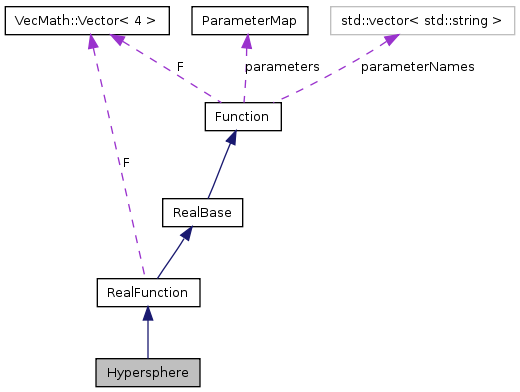 VecMath::Vector< 4 >
ParameterMap
std::vector< std::string >
F
parameters
parameterNames
Function
F
RealBase
RealFunction
Hypersphere